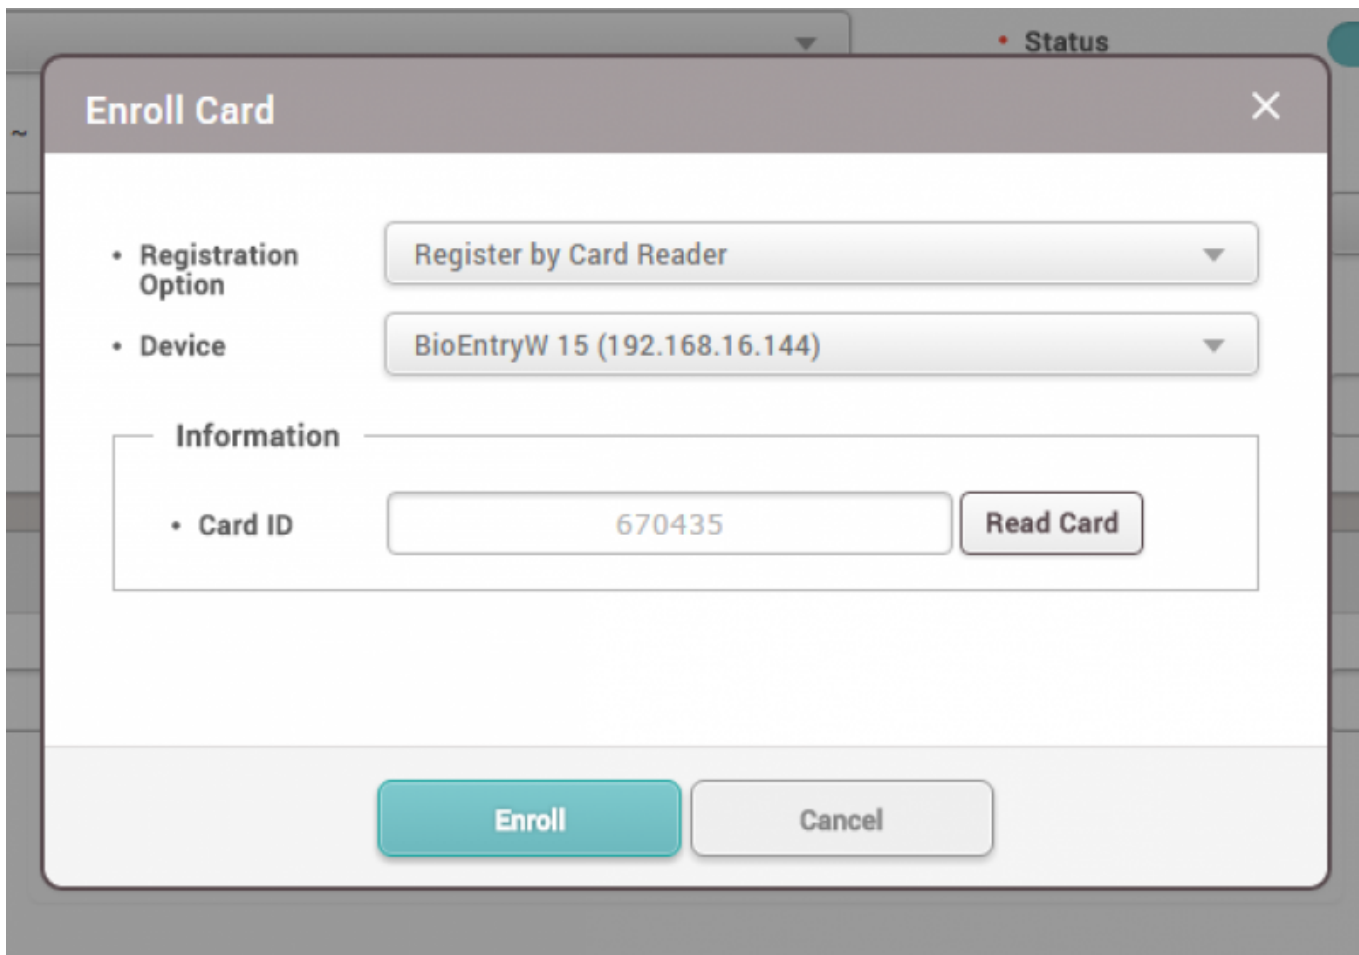 • Status
~
Enroll Card
• Registration
Option
Register by Card Reader
• Device
BioEntryW 15 (192.168.16.144)
Information
• Card ID
670435
Read Card
Enroll
Cancel